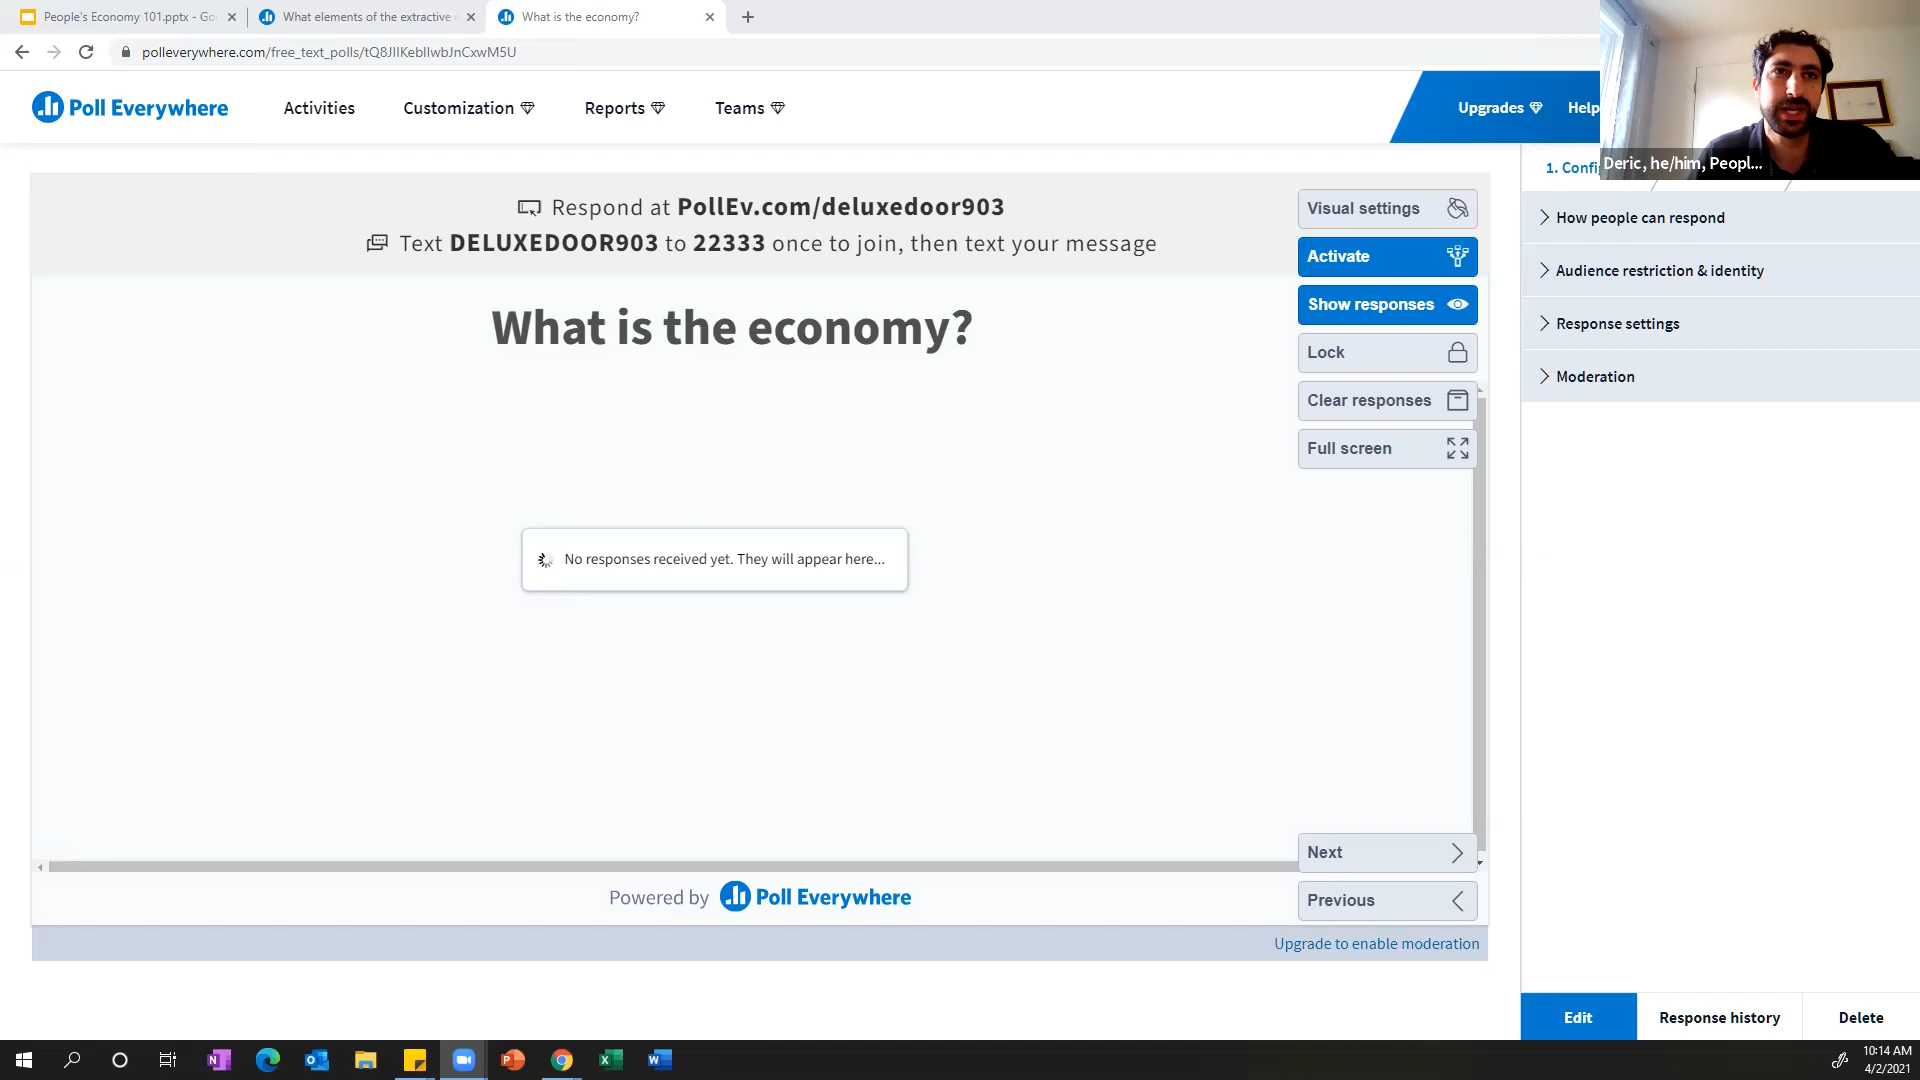 People's Economy 101.pptx - Go
What elements of the extractive
What is the economy?
polleverywhere.com/free_text_polls/
Poll Everywhere
Activities
Customization
Reports
Teams
Upgrades
Help
Deric, he/him, Peopl...
1. Confi
Respond at PollEv.com/deluxedoor903
Text DELUXEDOOR903 to 22333 once to join, then text your message
What is the economy?
No responses received yet. They will appear here...
Visual settings
Activate
Show responses
Lock
Clear responses
Full screen
Next
Previous
Powered by Poll Everywhere
Upgrade to enable moderation
How people can respond
Audience restriction & identity
Response settings
Moderation
Edit
Response history
Delete
10:14 AM
4/2/2021